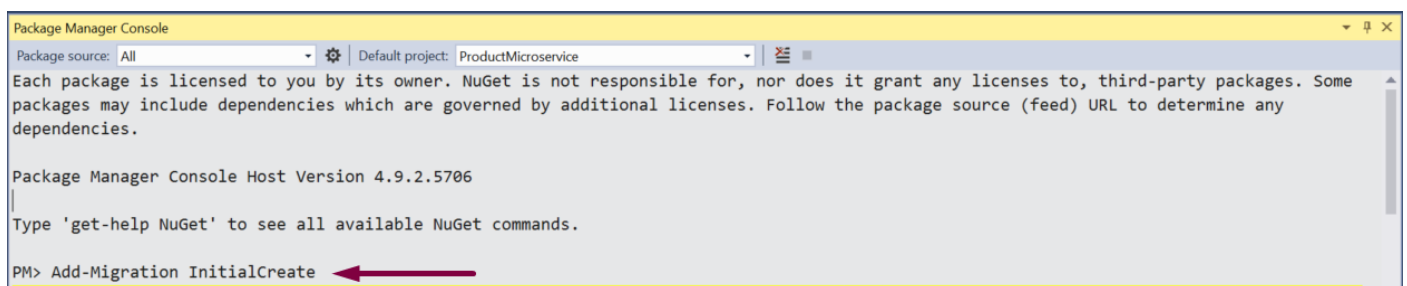 Package Manager Console
Package source: All Default project: ProductMicroservice
Each package is licensed to you by its owner. NuGet is not responsible for, nor does it grant any licenses to, third-party packages. Some
packages may include dependencies which are governed by additional licenses. Follow the package source (feed) URL to determine any
dependencies.
Package Manager Console Host Version 4.9.2.5706
Type 'get-help NuGet' to see all available NuGet commands.
PM> Add-Migration InitialCreate